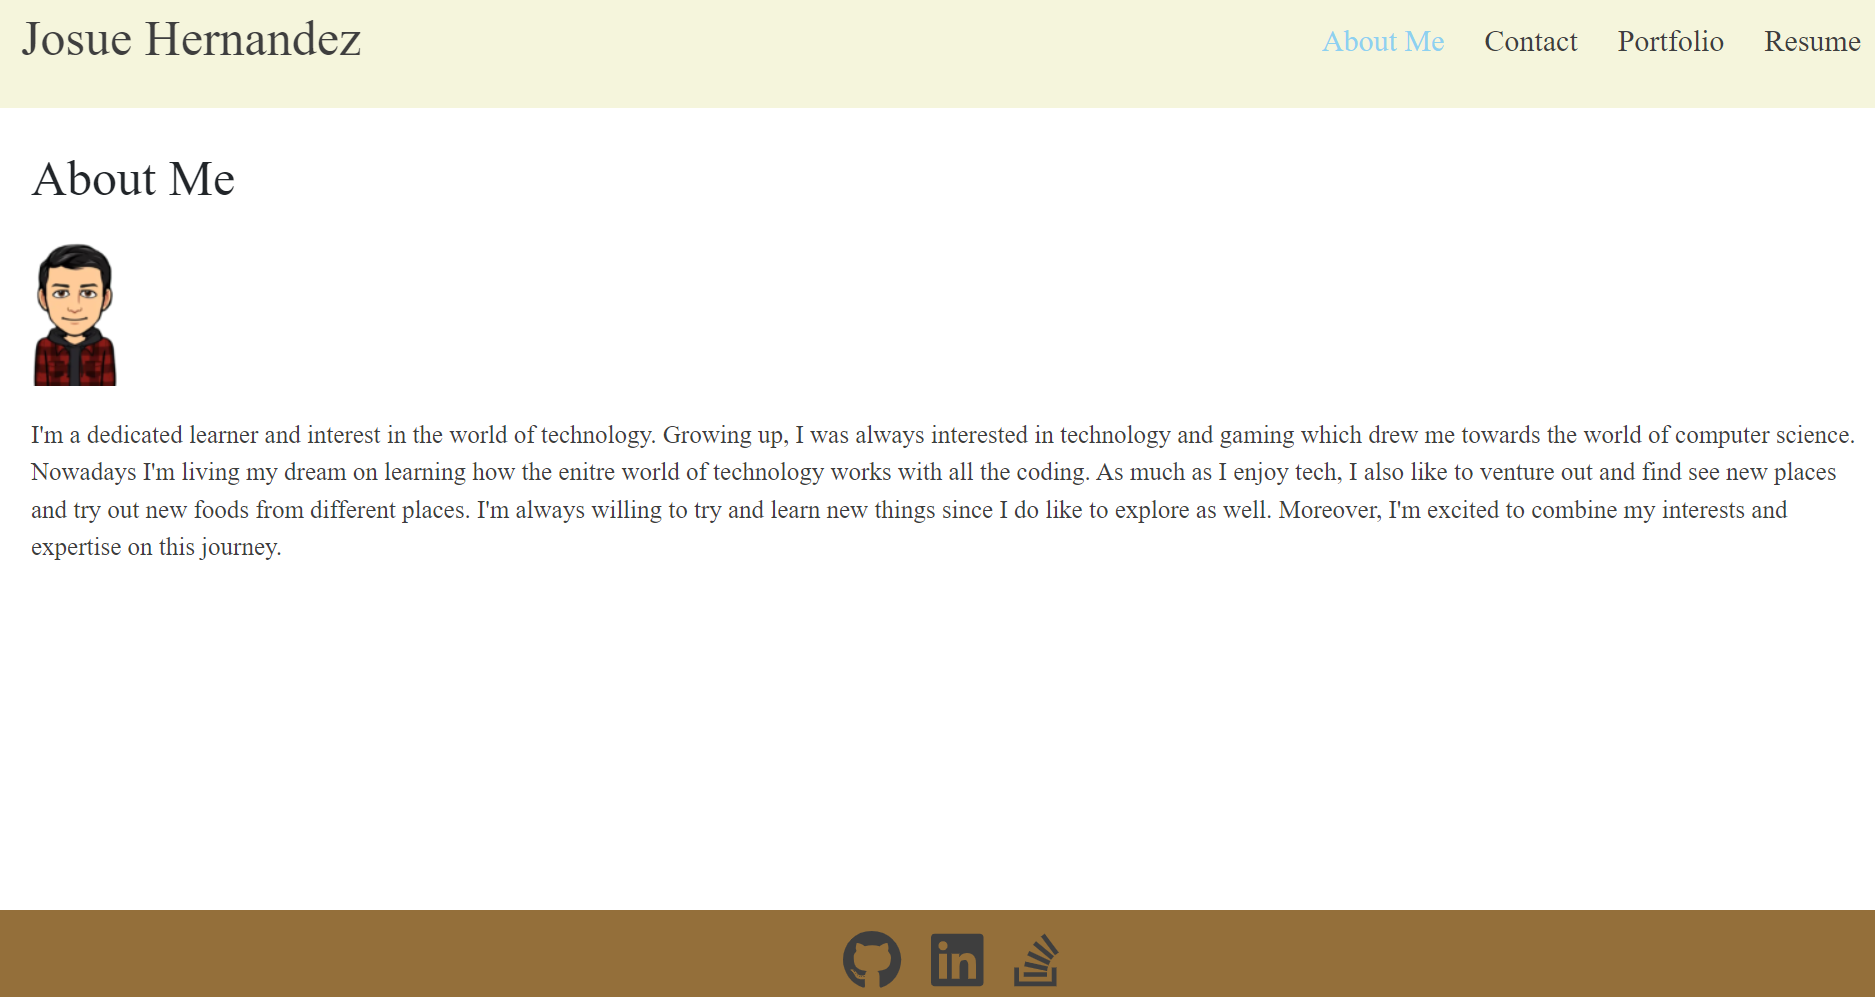 Josue Hernandez
About Me Contact Portfolio Resume
About Me
I'm a dedicated learner and interest in the world of technology. Growing up, I was always interested in technology and gaming which drew me towards the world of computer science.
Nowadays I'm living my dream on learning how the enitre world of technology works with all the coding. As much as I enjoy tech, I also like to venture out and find see new places
and try out new foods from different places. I'm always willing to try and learn new things since I do like to explore as well. Moreover, I'm excited to combine my interests and
expertise on this journey.
in